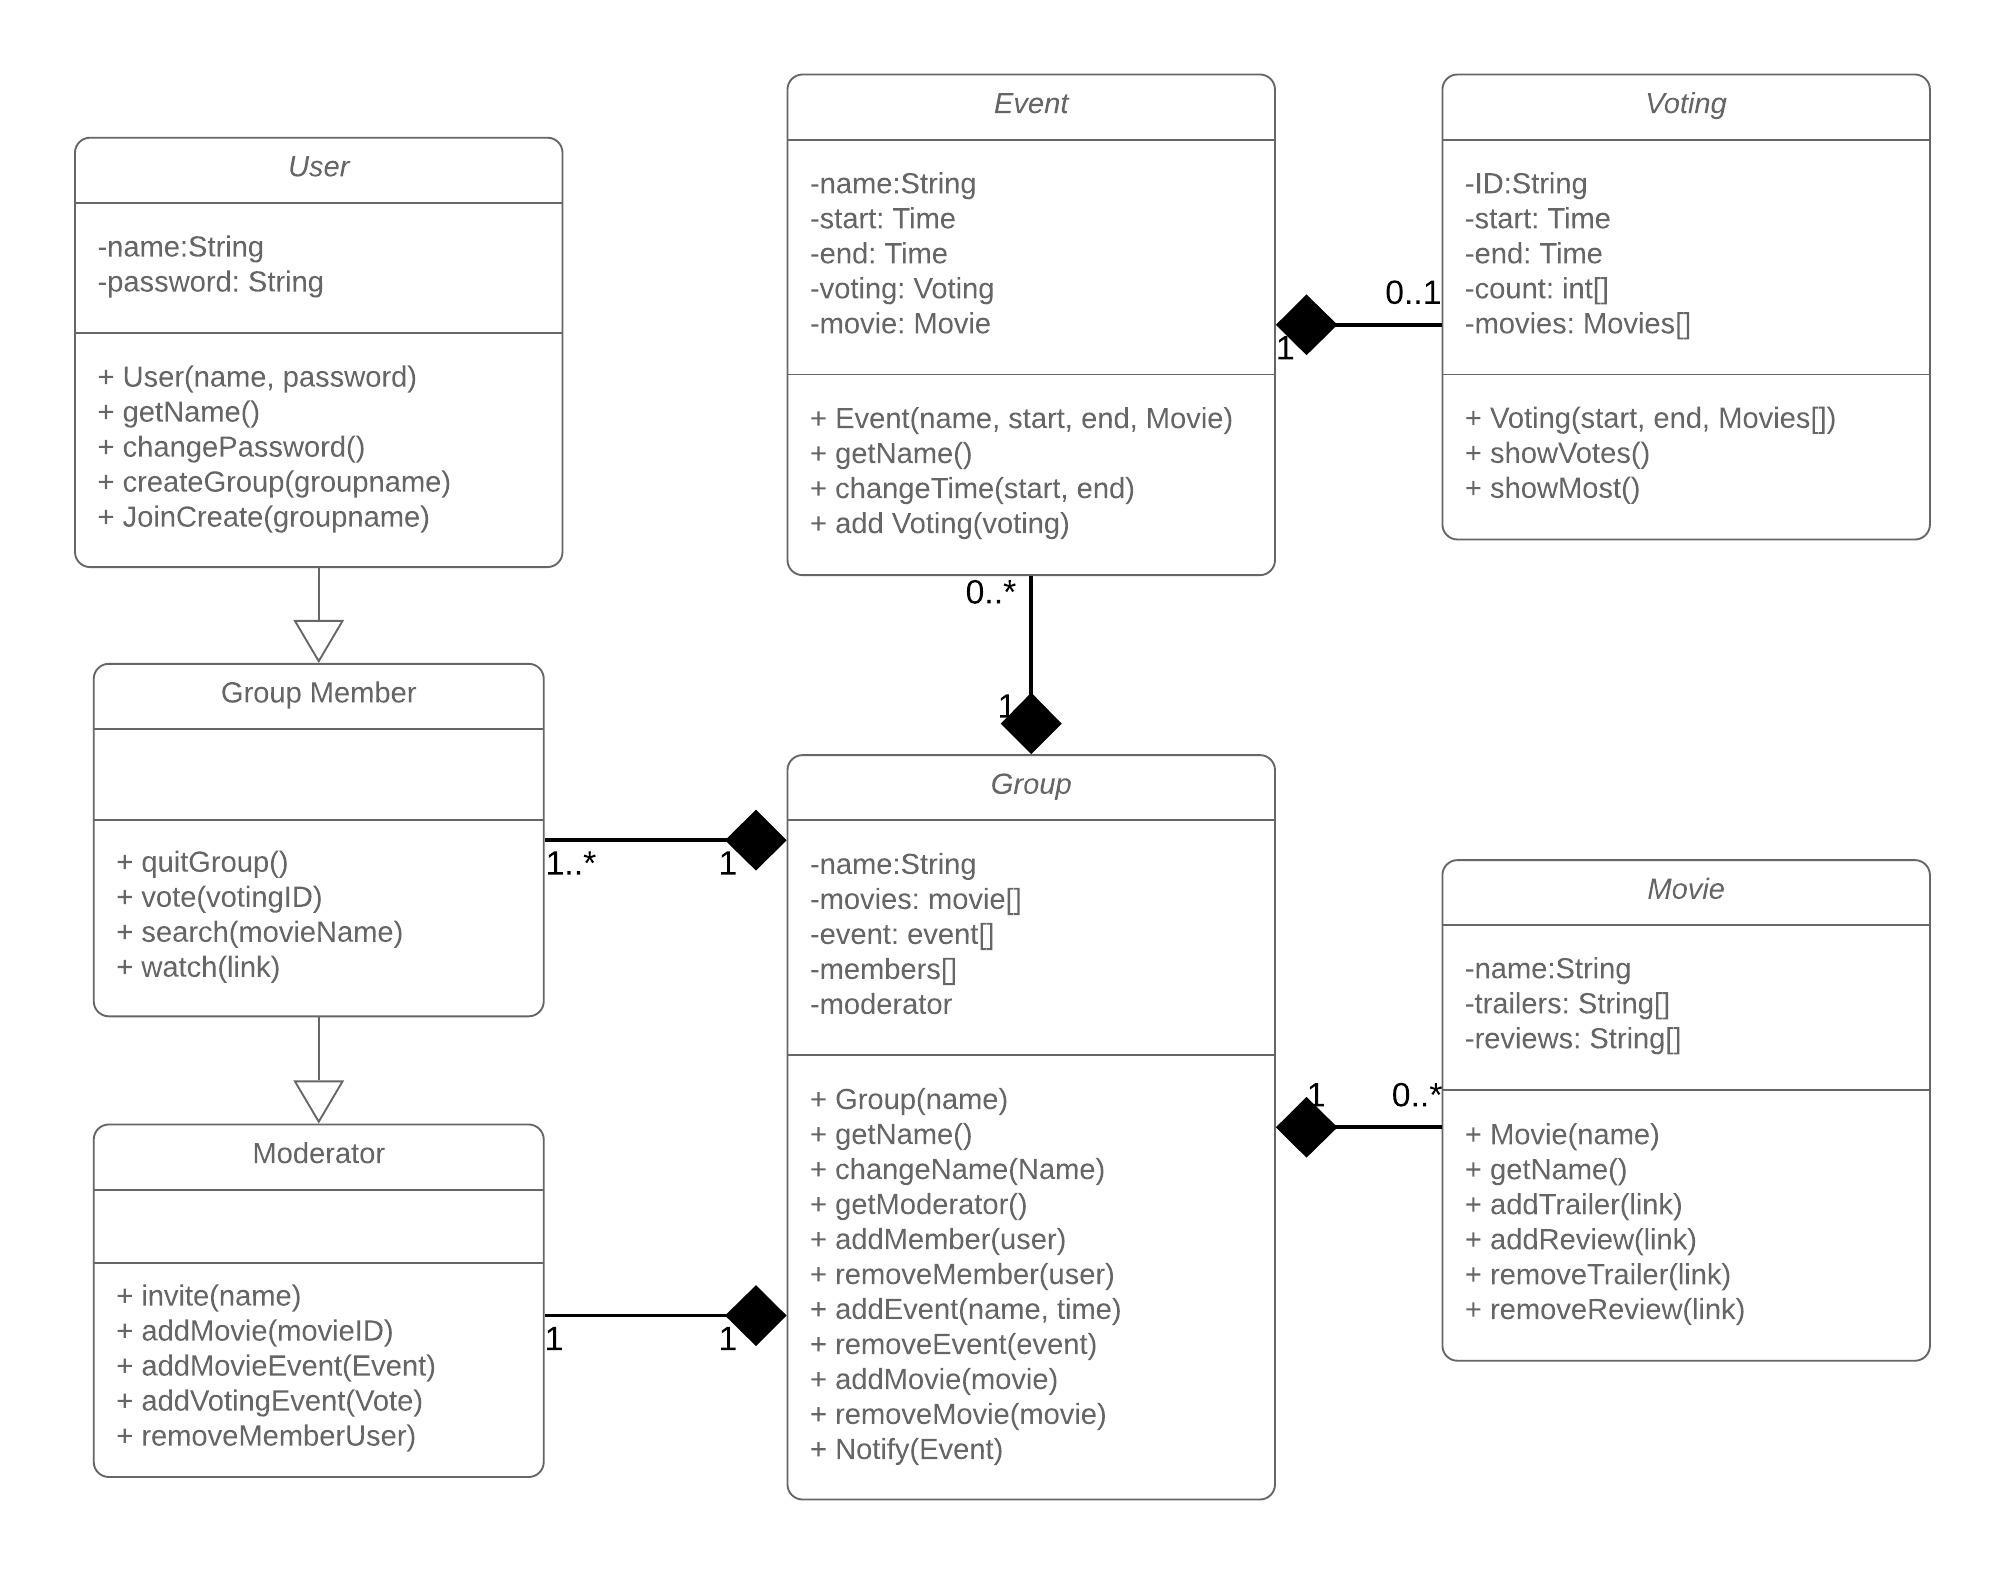 User
-name:String
-password: String
+ User(name, password)
+ getName()
+ changePassword()
+ createGroup(groupname)
+ JoinCreate(groupname)
Group Member
+ quitGroup()
+ vote(votingID)
+ search(movieName)
+ watch(link)
1..*
1
Moderator
+ invite(name)
+ addMovie(movieID)
+ addMovieEvent(Event)
+ addVotingEvent(Vote)
+ removeMemberUser)
1
1
Event
-name:String
-start: Time
-end: Time
-voting: Voting
-movie: Movie
+ Event(name, start, end, Movie)
+ getName()
+ changeTime(start, end)
+ add Voting(voting)
0..*
1
Group
-name:String
-movies: movie[]
-event: event[]
-members[]
-moderator
+ Group(name)
+ getName()
+ changeName(Name)
+ getModerator()
+ addMember(user)
+ removeMember(user)
+ addEvent(name, time)
+ removeEvent(event)
+ addMovie(movie)
+ removeMovie(movie)
+ Notify(Event)
0..1
1
Voting
-ID:String
-start: Time
-end: Time
-count: int[]
-movies: Movies[]
+ Voting(start, end, Movies[])
+ showVotes()
+ showMost()
1
0..*
Movie
-name:String
-trailers: String[]
-reviews: String[]
+ Movie(name)
+ getName()
+ addTrailer(link)
+ addReview(link)
+ removeTrailer(link)
+ removeReview(link)